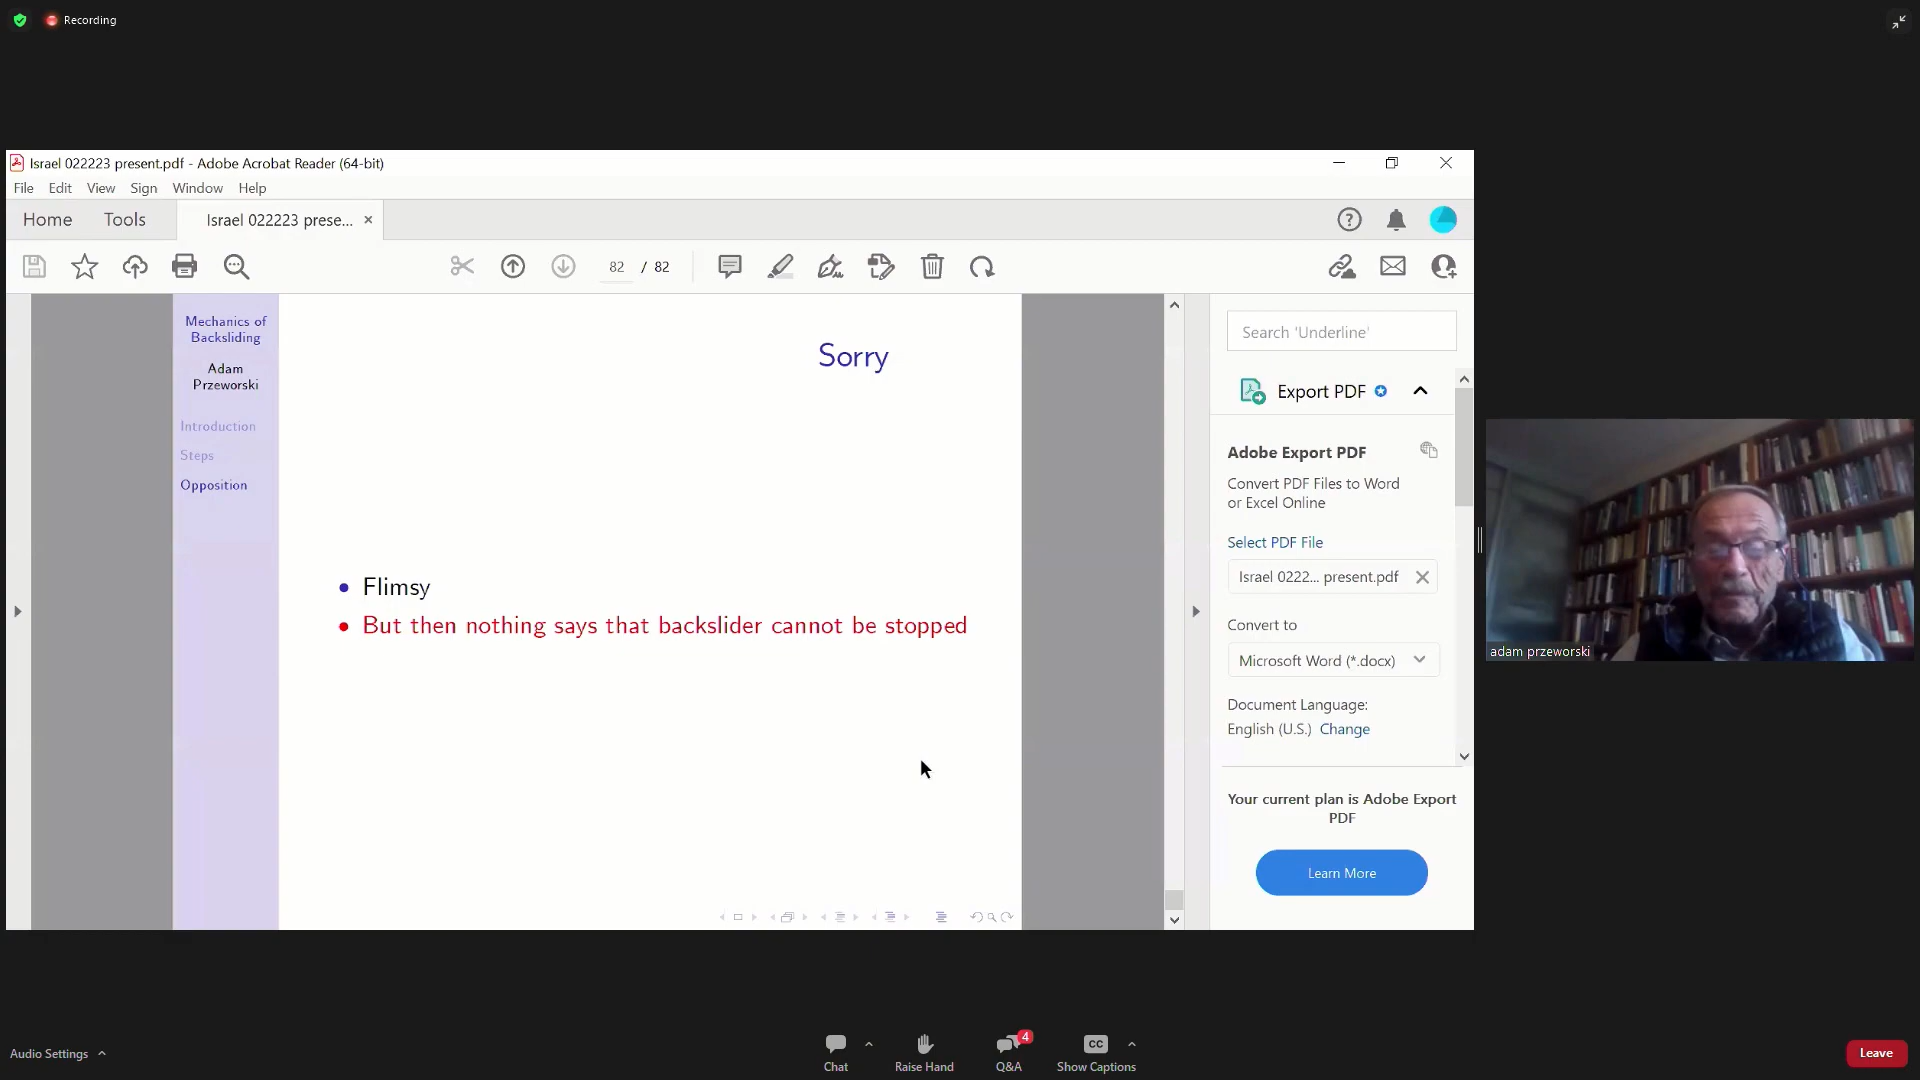 Recording
Israel 022223 present.pdf - Adobe Acrobat Reader (64-bit)
File Edit View Sign Window Help
Home Tools Israel 022223 prese... ×
82 / 82
Mechanics of
Backsliding
Adam
Przeworski
Introduction
Steps
Opposition
Sorry
• Flimsy
• But then nothing says that backslider cannot be stopped
Search 'Underline'
Export PDF
Adobe Export PDF
Convert PDF Files to Word
or Excel Online
Select PDF File
Israel 0222... present.pdf
Convert to
Microsoft Word (*.docx)
Document Language:
English (U.S.) Change
Your current plan is Adobe Export
PDF
Learn More
adam przeworski
Audio Settings
Chat
Raise Hand
4
Q&A
CC
Show Captions
Leave